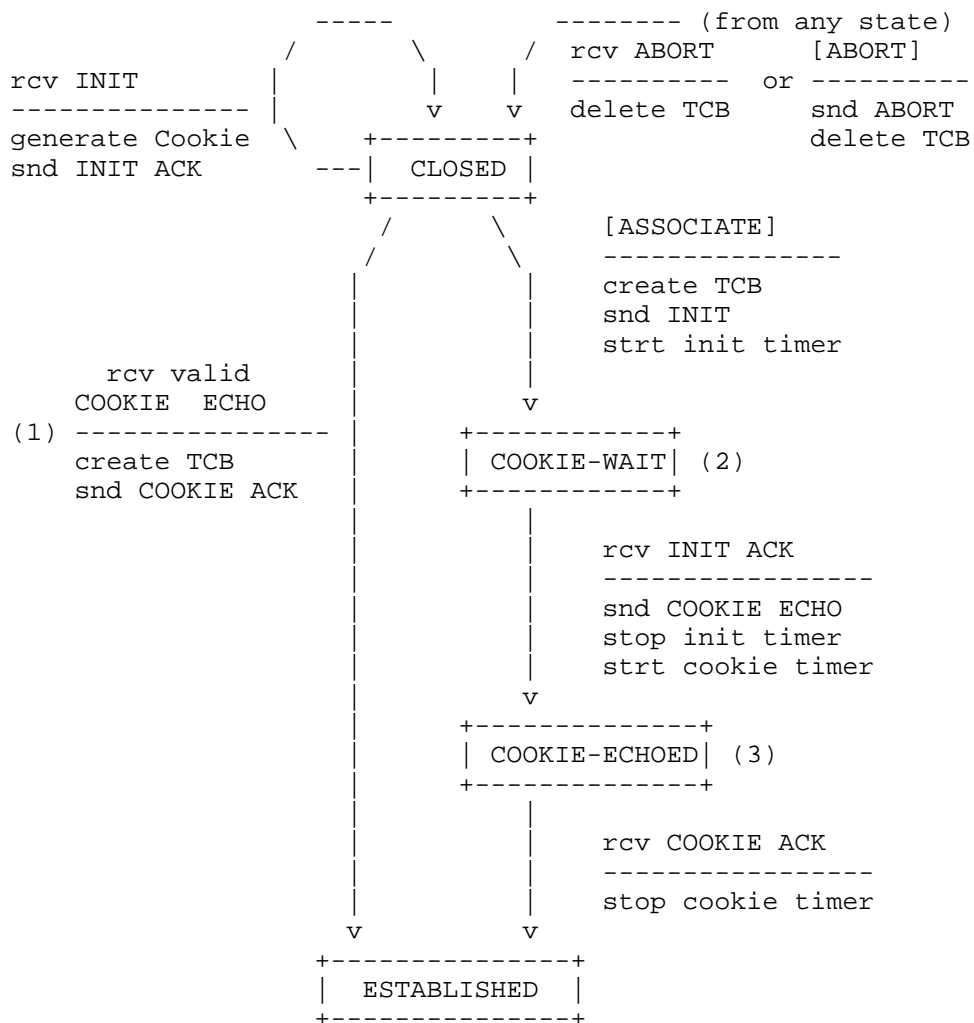 -----          -------- (from any state)
                    /       \      /  rcv ABORT      [ABORT]
   rcv INIT        |         |    |   ----------  or ----------
   --------------- |         v    v   delete TCB     snd ABORT
   generate Cookie  \    +---------+                 delete TCB
   snd INIT ACK       ---|  CLOSED |
                         +---------+
                          /      \      [ASSOCIATE]
                         /        \     ---------------
                        |          |    create TCB
                        |          |    snd INIT
                        |          |    strt init timer
         rcv valid      |          |
       COOKIE  ECHO     |          v
   (1) ---------------- |      +------------+
       create TCB       |      | COOKIE-WAIT| (2)
       snd COOKIE ACK   |      +------------+
                        |          |
                        |          |    rcv INIT ACK
                        |          |    -----------------
                        |          |    snd COOKIE ECHO
                        |          |    stop init timer
                        |          |    strt cookie timer
                        |          v
                        |      +--------------+
                        |      | COOKIE-ECHOED| (3)
                        |      +--------------+
                        |          |
                        |          |    rcv COOKIE ACK
                        |          |    -----------------
                        |          |    stop cookie timer
                        v          v
                      +---------------+
                      |  ESTABLISHED  |
                      +---------------+